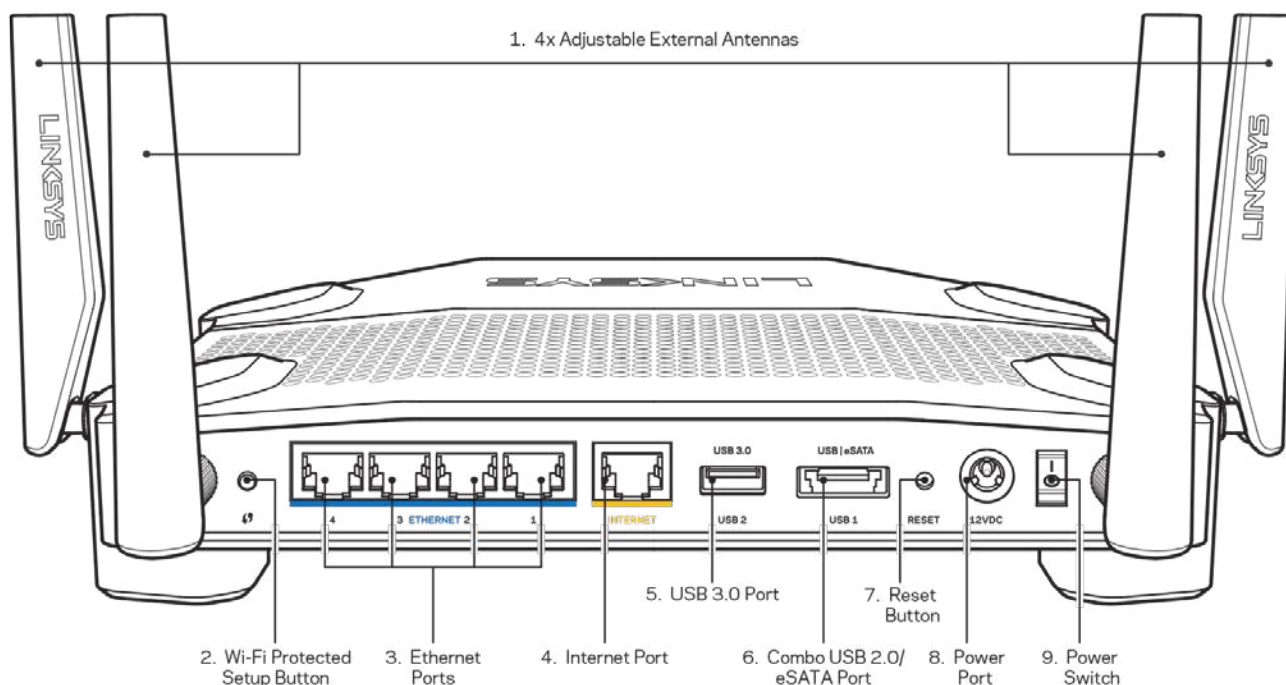 1. 4x Adjustable External Antennas
LINKSYS
LINKSYS
LINKSYS
USB 3.0
USB|eSATA
4
3
ETHERNET
2
1
INTERNET
USB 2
USB 1
RESET
12VDC
5. USB 3.0 Port
7. Reset
Button
2. Wi-Fi Protected
Setup Button
3. Ethernet
Ports
4. Internet Port
6. Combo USB 2.0/
eSATA Port
8. Power
Port
9. Power
Switch